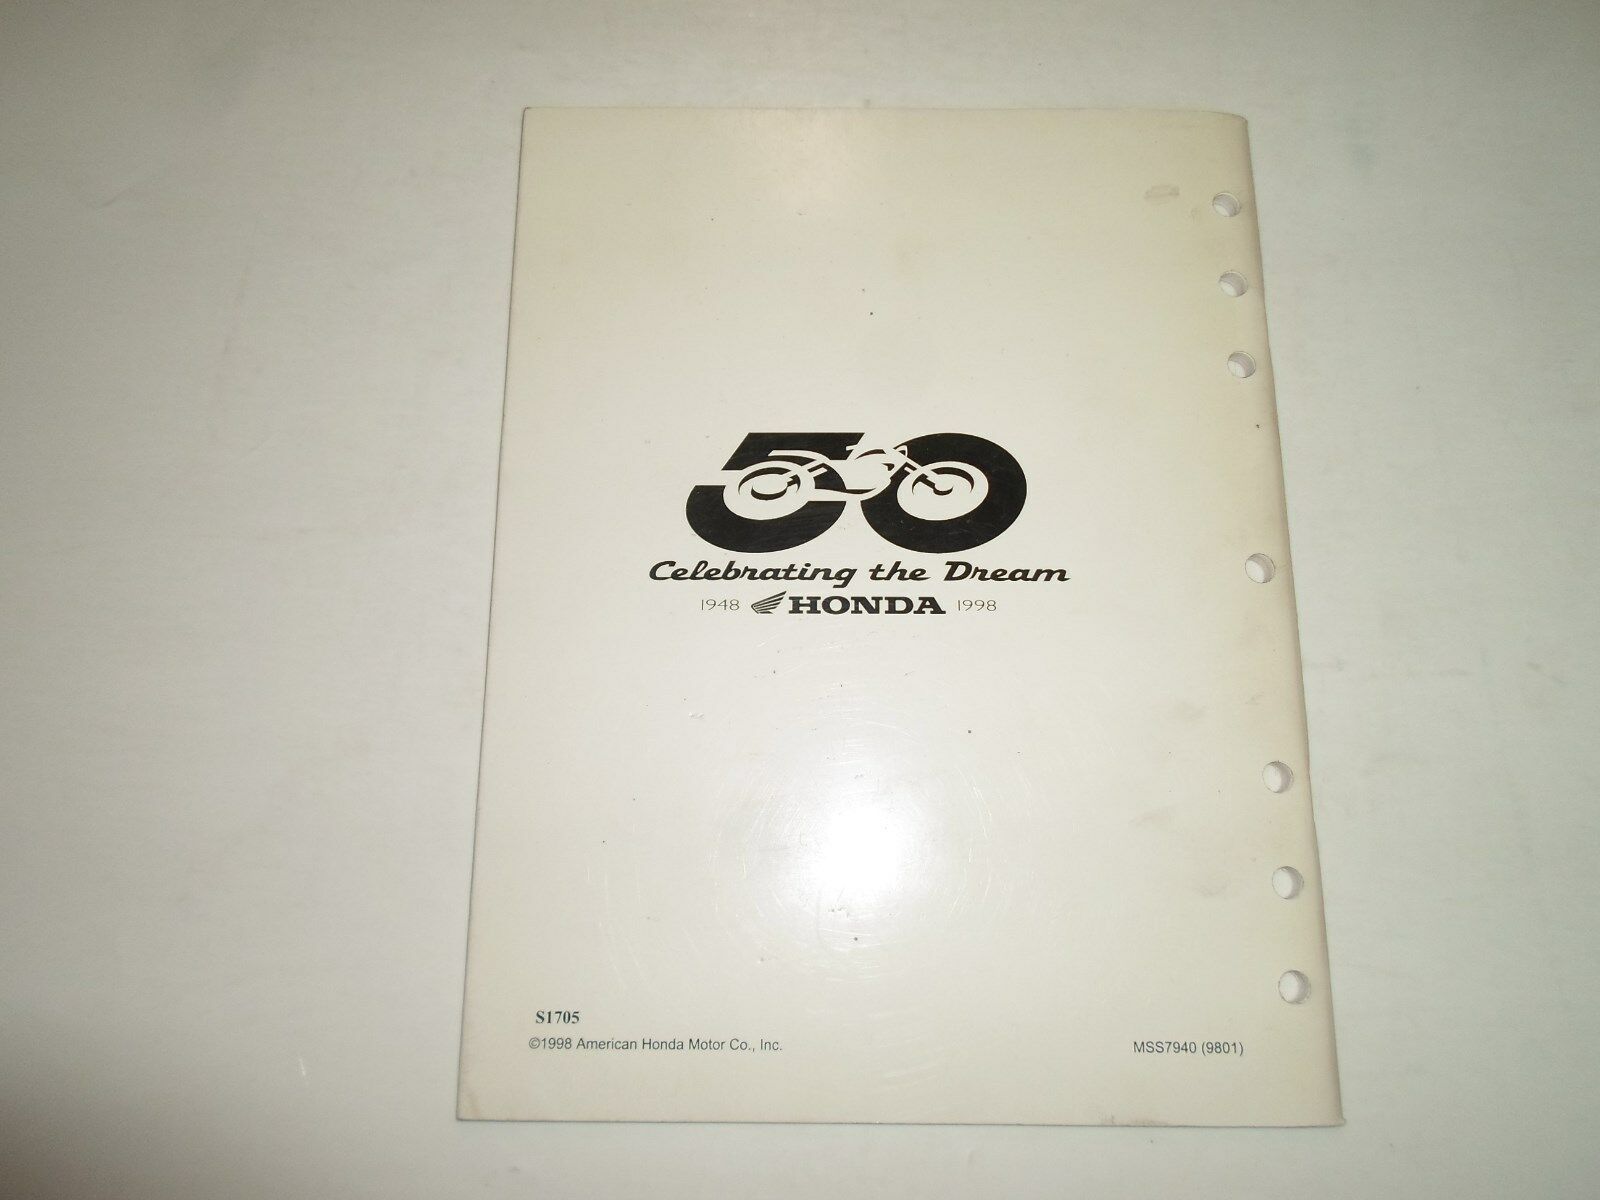 50
Celebrating the Dream
1948 HONDA 1998
S1705
©1998 American Honda Motor Co., Inc.
MSS7940 (9801)